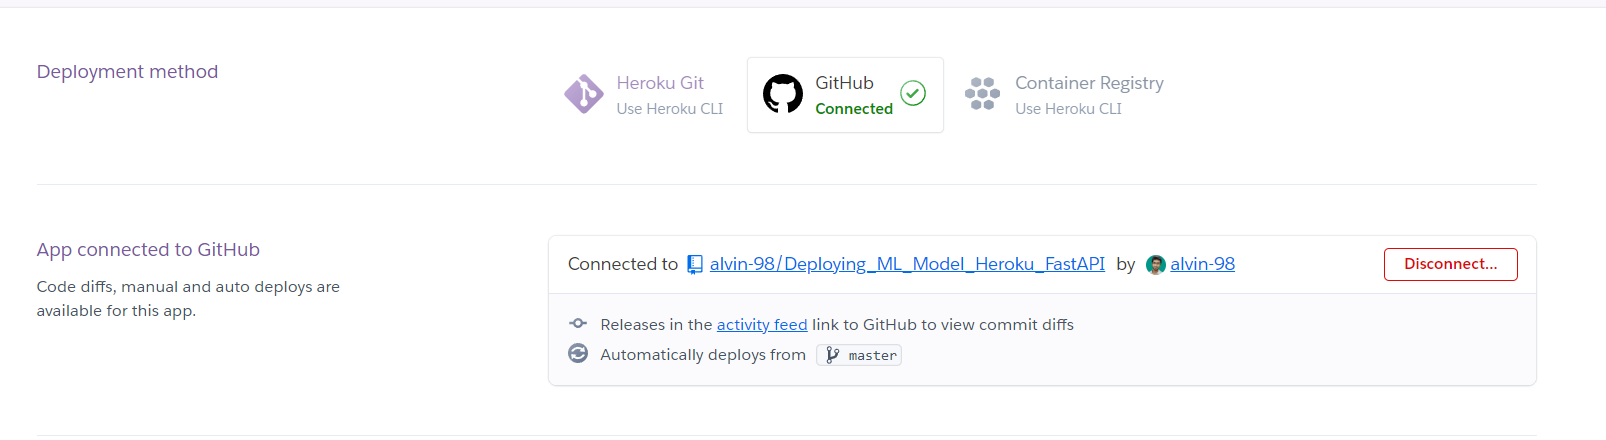 Deployment method
Heroku Git
Use Heroku CLI
GitHub
Connected
Container Registry
Use Heroku CLI
App connected to GitHub
Code diffs, manual and auto deploys are
available for this app.
Connected to alvin-98/Deploying_ML_Model_Heroku_FastAPI by alvin-98
Disconnect...
Releases in the activity feed link to GitHub to view commit diffs
Automatically deploys from master